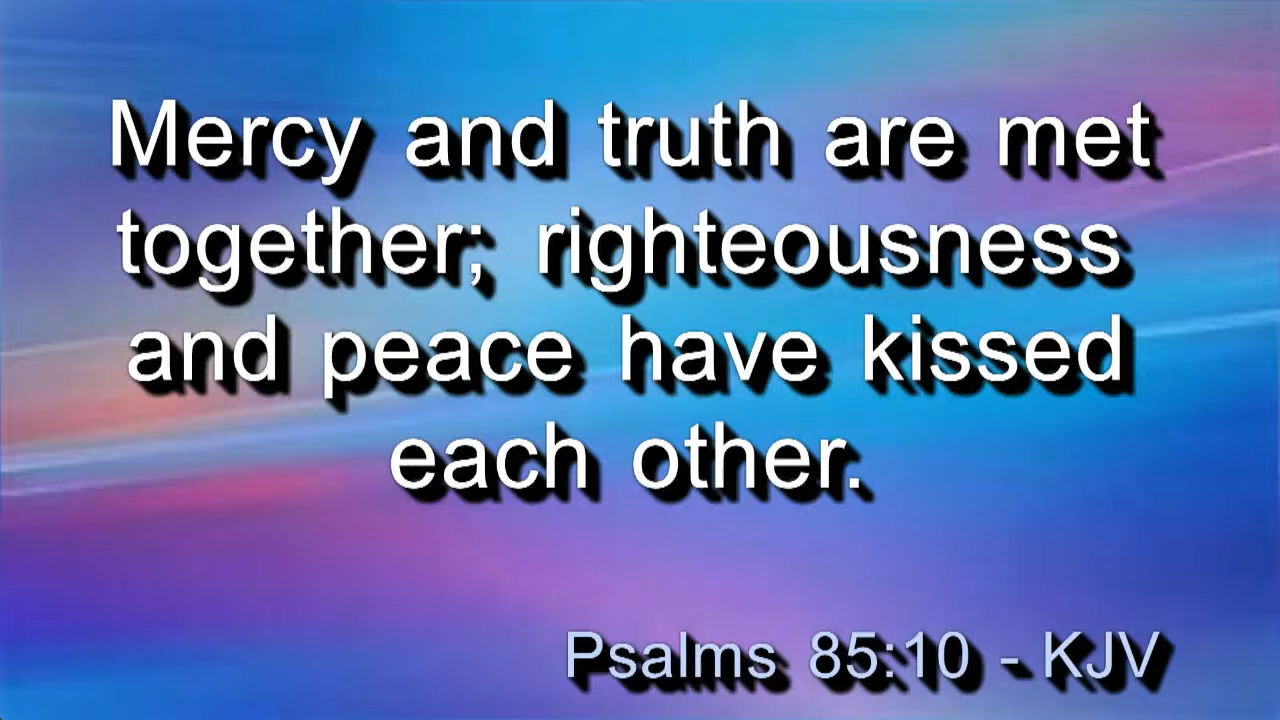 Mercy and truth are met
together; righteousness
and peace have kissed
each other.
Psalms 85:10 - KJV